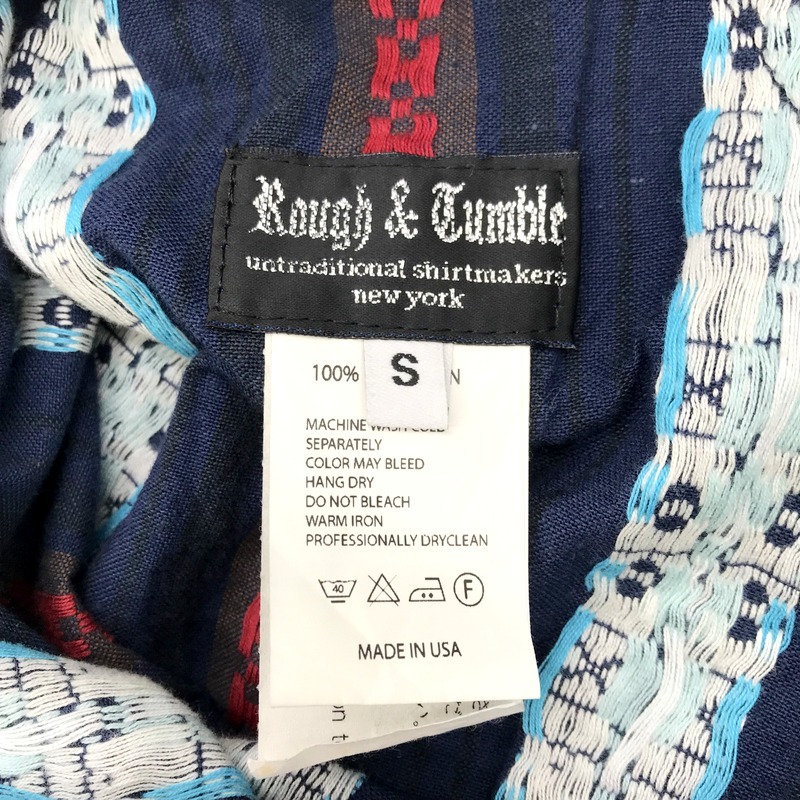 Rough & Tumble
untraditional shirtmakers
new york
S
100% N
MACHINE WASH COLD
SEPARATELY
COLOR MAY BLEED
HANG DRY
DO NOT BLEACH
WARM IRON
PROFESSIONALLY DRYCLEAN
40 F
MADE IN USA